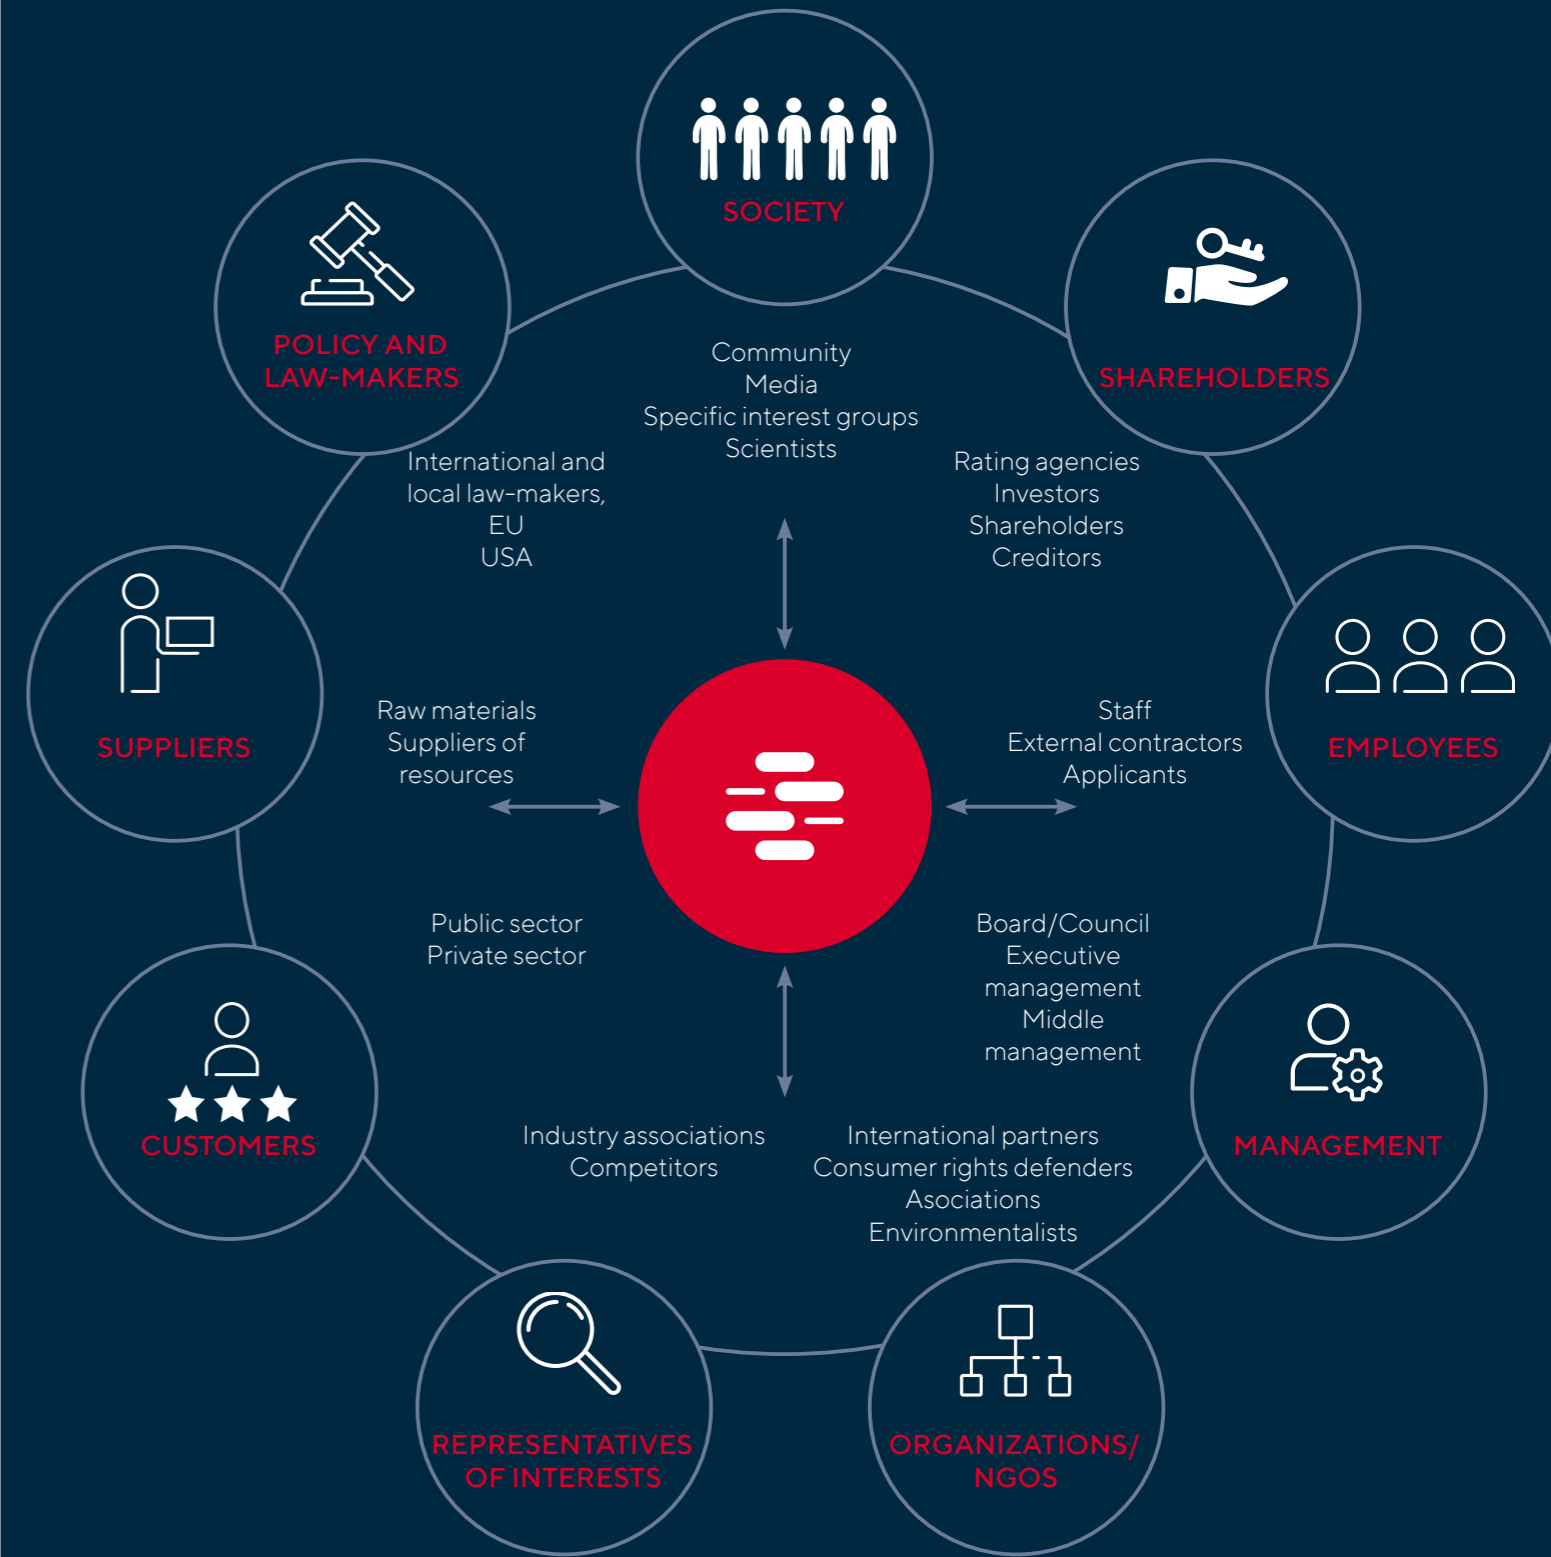 SOCIETY
Community
Media
Specific interest groups
Scientists
SHAREHOLDERS
Rating agencies
Investors
Shareholders
Creditors
EMPLOYEES
Staff
External contractors
Applicants
MANAGEMENT
Board/Council
Executive
management
Middle
management
ORGANIZATIONS/
NGOS
International partners
Consumer rights defenders
Asociations
Environmentalists
REPRESENTATIVES
OF INTERESTS
Industry associations
Competitors
CUSTOMERS
Public sector
Private sector
SUPPLIERS
Raw materials
Suppliers of
resources
POLICY AND
LAW-MAKERS
International and
local law-makers,
EU
USA